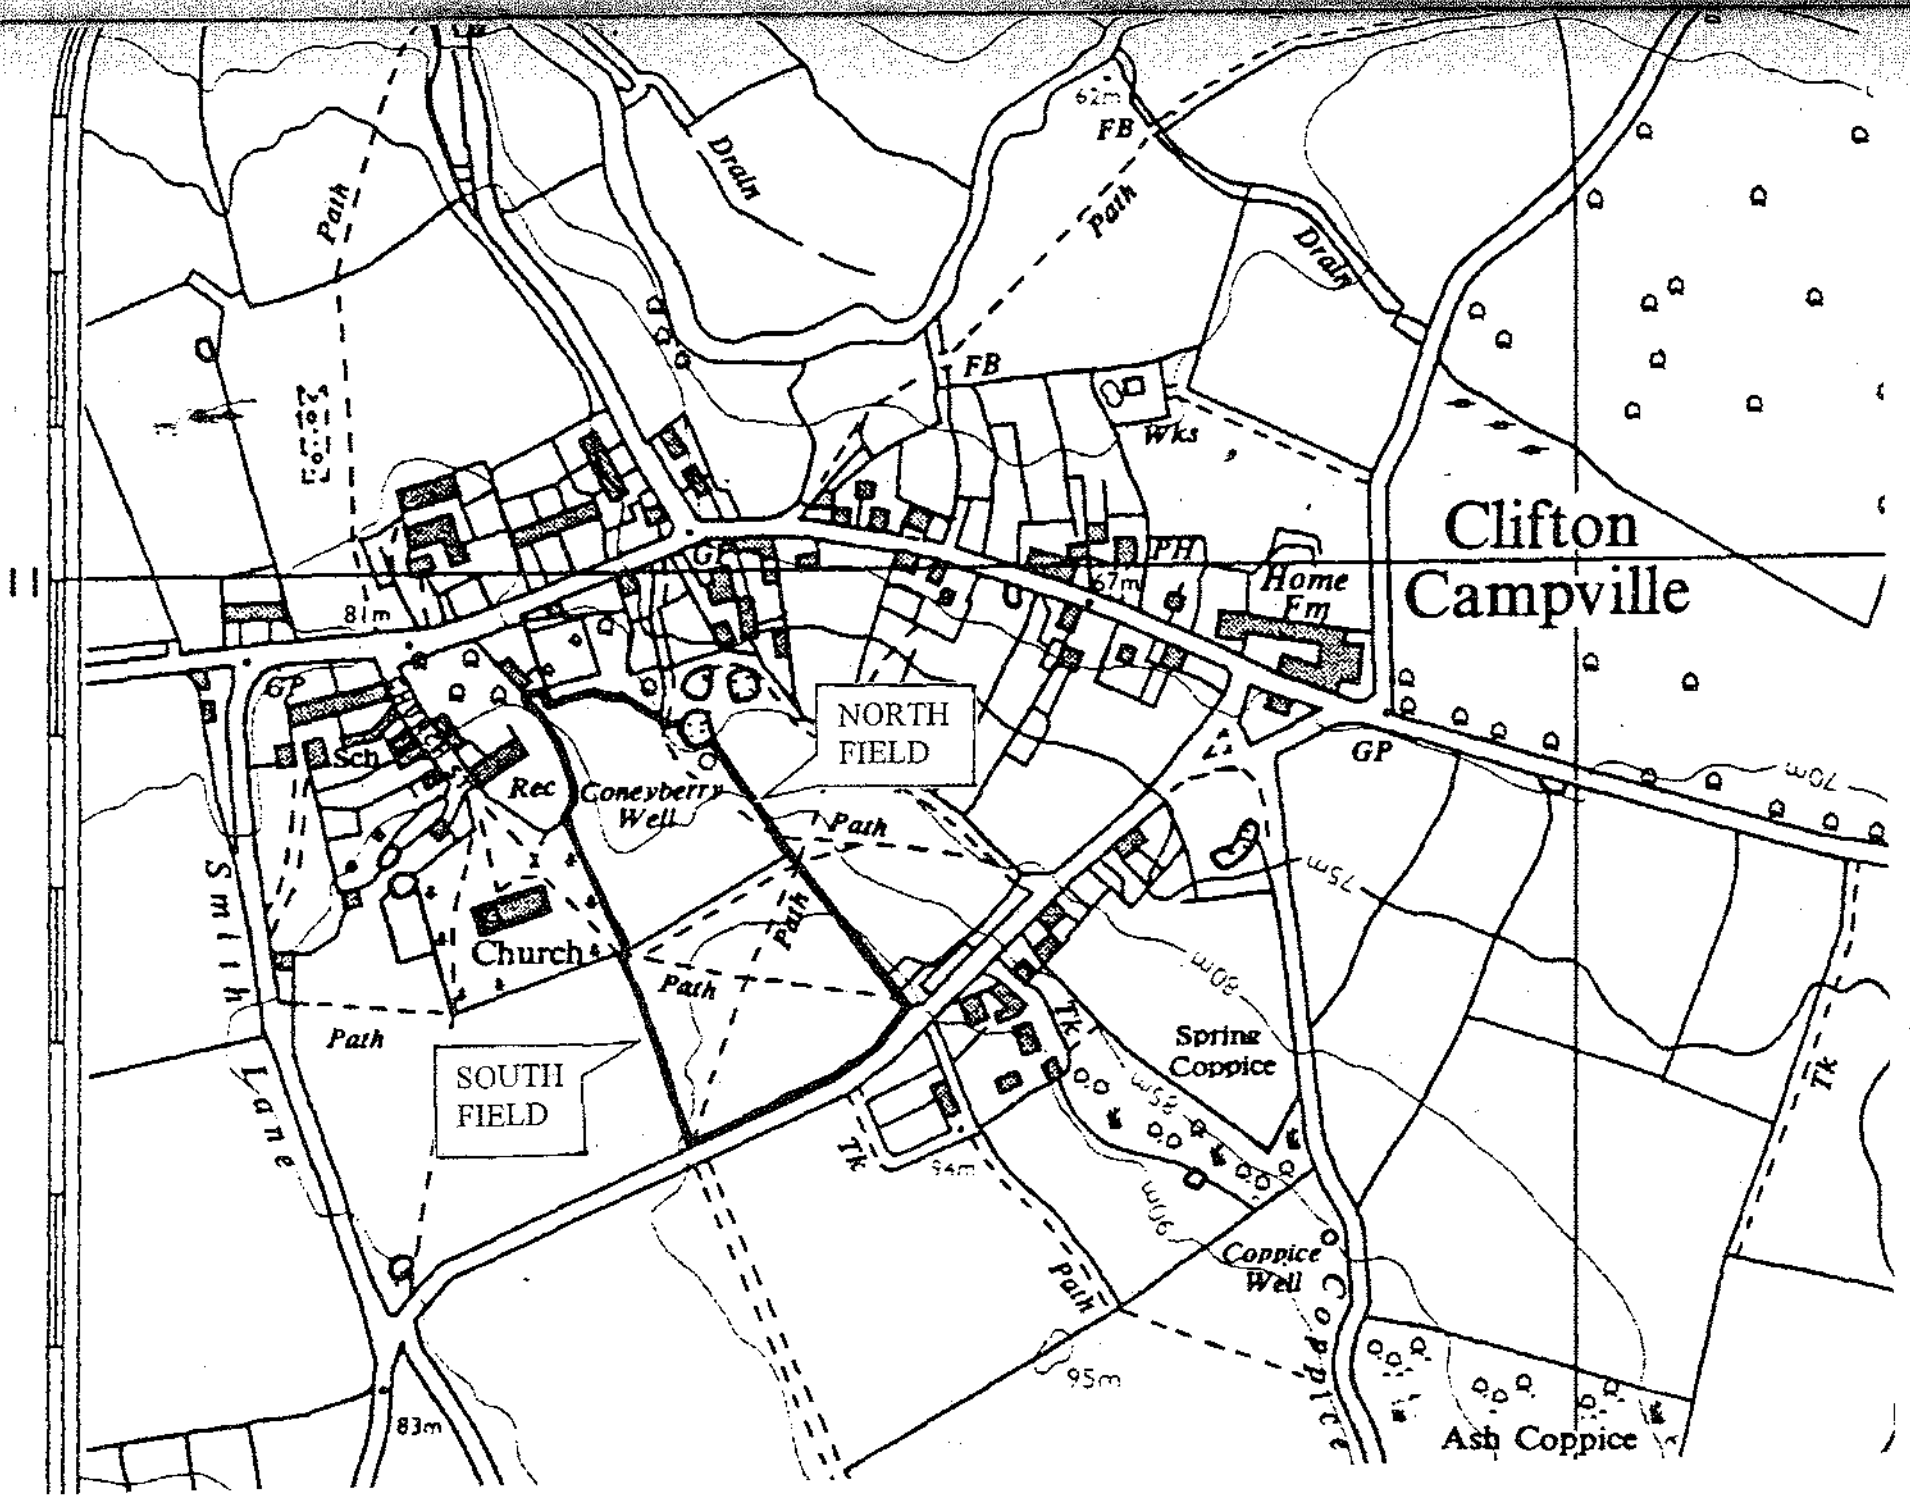 62m
FB
Drain
Path
Path
Drain
FB
Wks
Clifton
Campville
11
G
PH
67m
Home
Fm
81m
GP
NORTH
FIELD
GP
70m
Sch
Rec
Coneyberry
Well
Path
75m
Smith
Lane
Church
Path
Path
80m
Path
Tk
Spring
Coppice
Tk
SOUTH
FIELD
85m
Tk
94m
90m
Coppice
Well
Path
Coppice
95m
83m
Ash Coppice